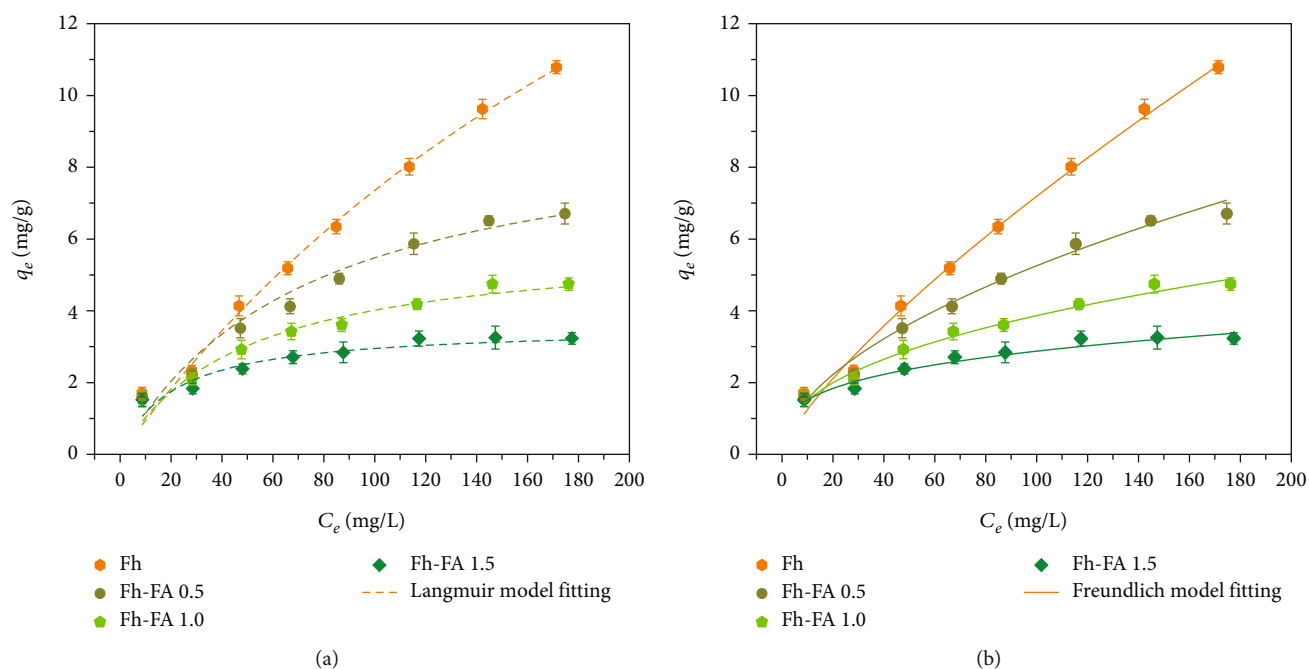 12
10
8
6
4
2
0
q_e (mg/g)
0 20 40 60 80 100 120 140 160 180 200
C_e (mg/L)
Fh
Fh-FA 0.5
Fh-FA 1.0
Fh-FA 1.5
Langmuir model fitting
(a)
12
10
8
6
4
2
0
q_e (mg/g)
0 20 40 60 80 100 120 140 160 180 200
C_e (mg/L)
Fh
Fh-FA 0.5
Fh-FA 1.0
Fh-FA 1.5
Freundlich model fitting
(b)